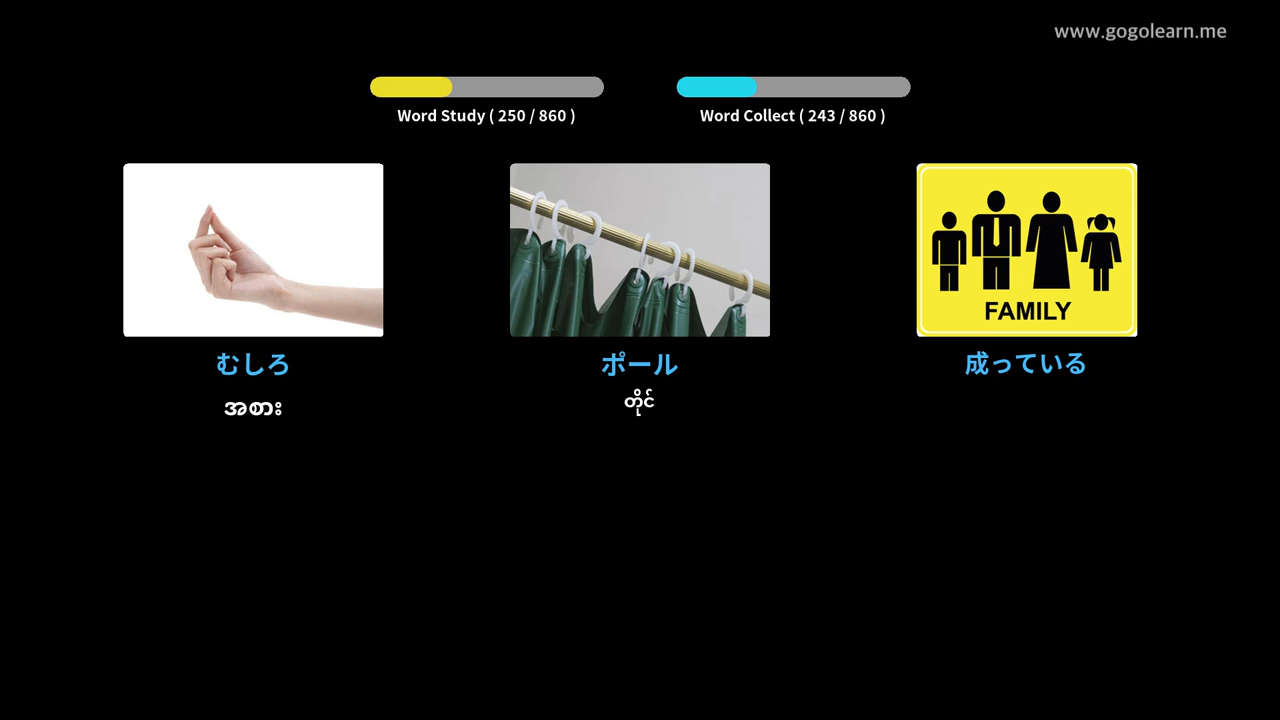 www.gogolearn.me
Word Study ( 250 / 860 )
Word Collect ( 243 / 860 )
FAMILY
むしろ
ポール
成っている
အစား
တိုင်